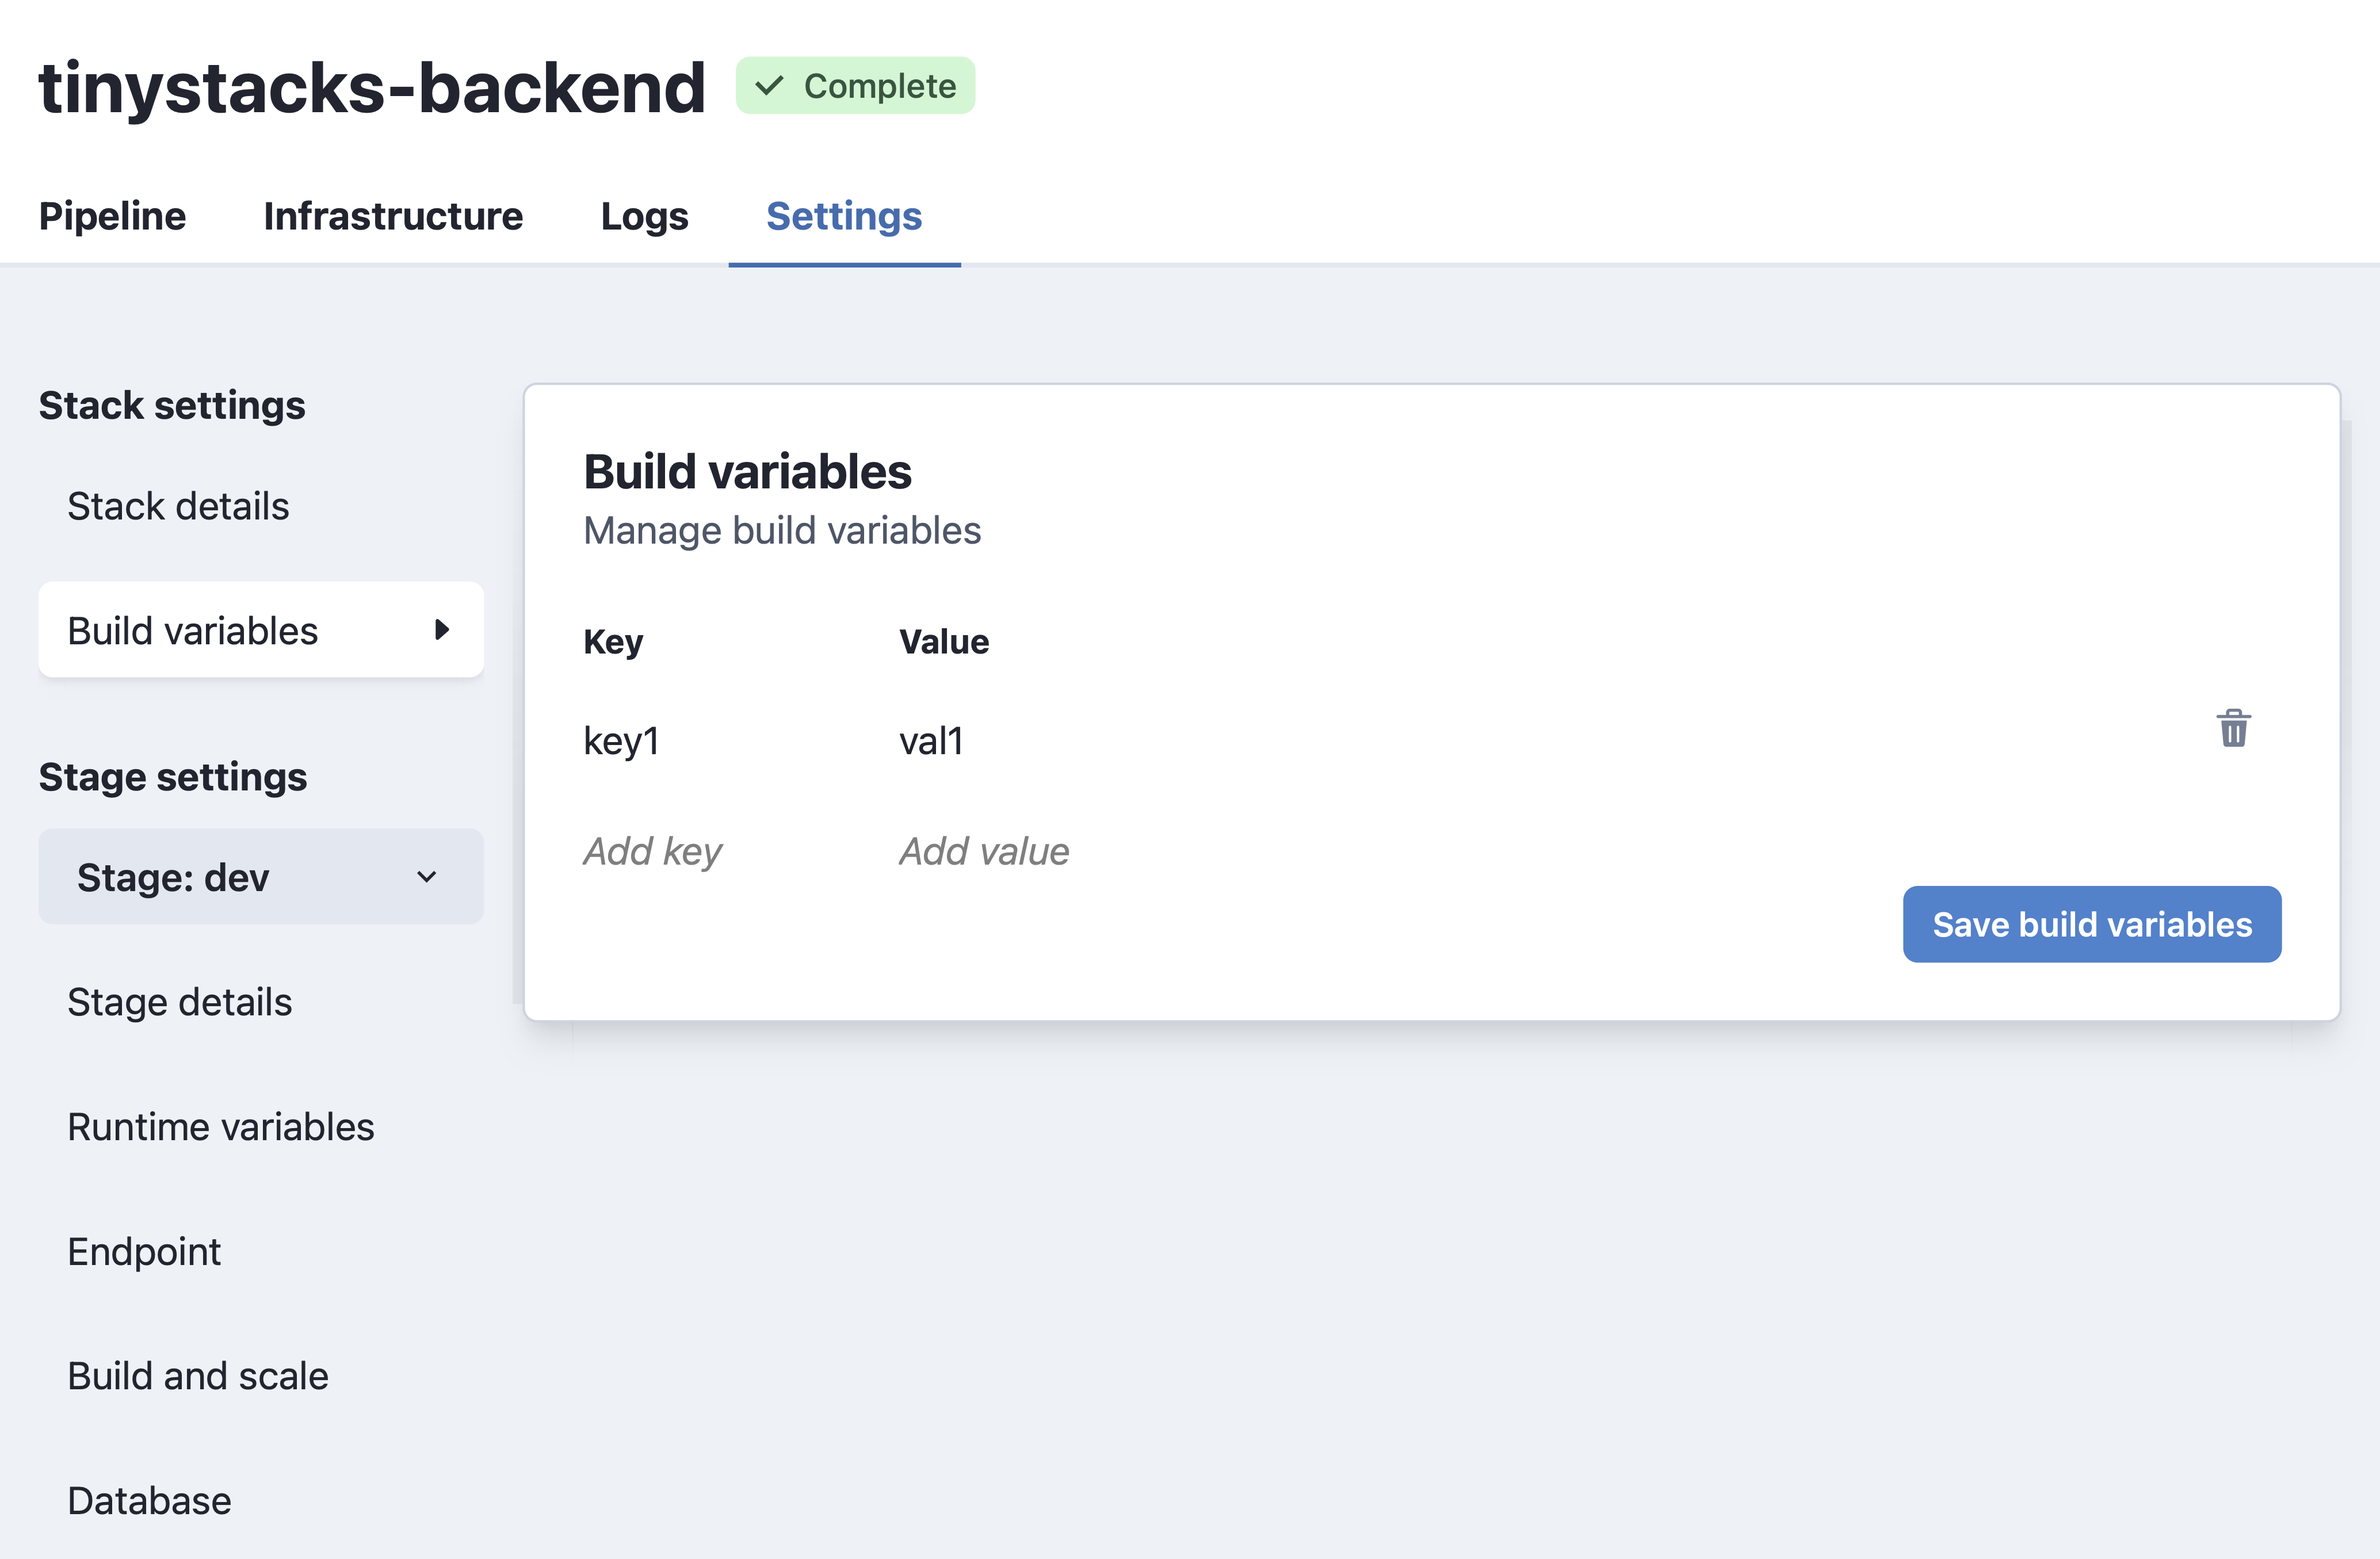 tinystacks-backend Complete
Pipeline Infrastructure Logs Settings
Stack settings
Stack details
Build variables
Stage settings
Stage: dev
Stage details
Runtime variables
Endpoint
Build and scale
Database
Build variables
Manage build variables
Key Value
key1 val1
Add key Add value
Save build variables